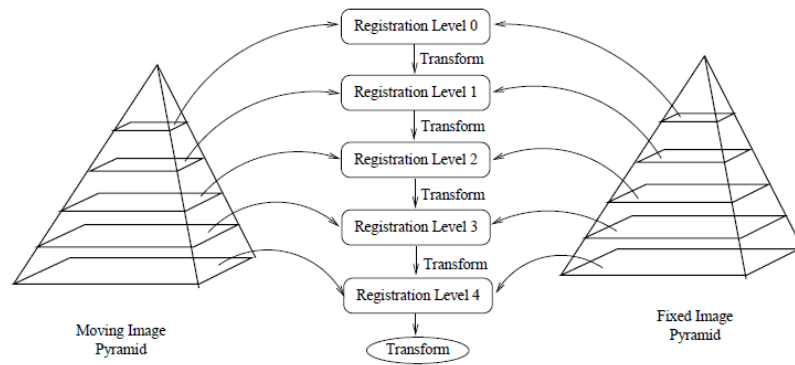 Registration Level 0
Transform
Registration Level 1
Transform
Registration Level 2
Transform
Registration Level 3
Transform
Registration Level 4
Transform
Moving Image
Pyramid
Fixed Image
Pyramid